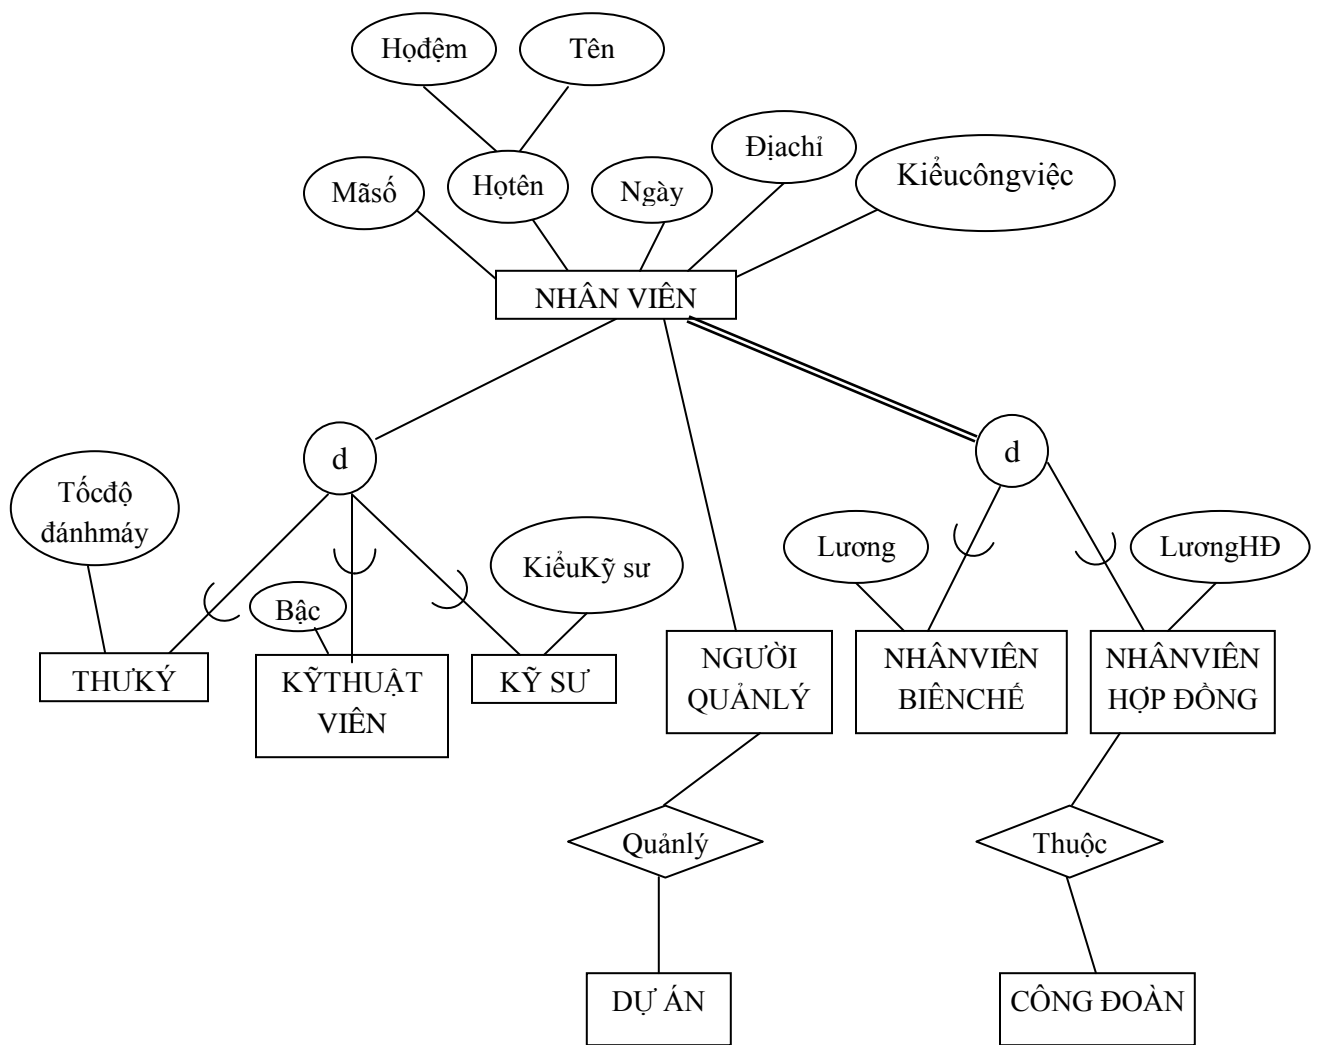 Họđệm
Tên
Mãsố
Họtên
Ngày
Địachỉ
Kiểucôngviệc
NHÂN VIÊN
d
d
Tốcđộ
đánhmáy
Bậc
KiểuKỹ sư
Lương
LươngHĐ
THƯKÝ
KỸTHUẬT
VIÊN
KỸ SƯ
NGƯỜI
QUẢNLÝ
NHÂNVIÊN
BIÊNCHẾ
NHÂNVIÊN
HỢP ĐỒNG
Quảnlý
Thuộc
DỰ ÁN
CÔNG ĐOÀN